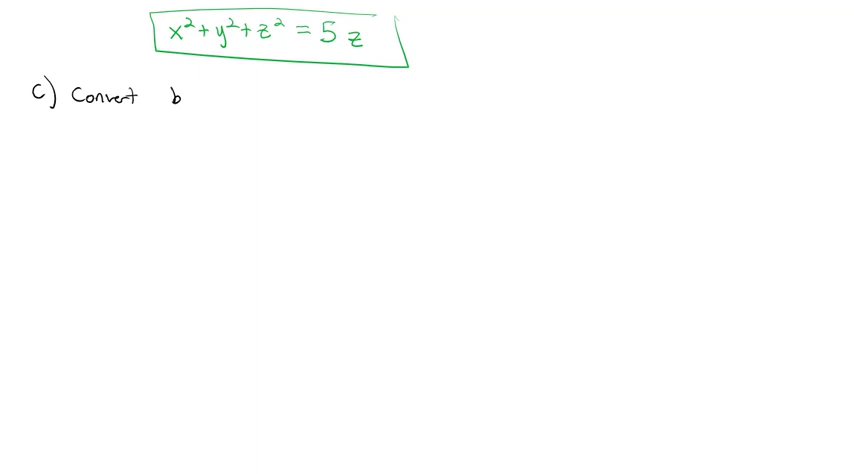 x² + y² + z² = 5 z
c) Convert b